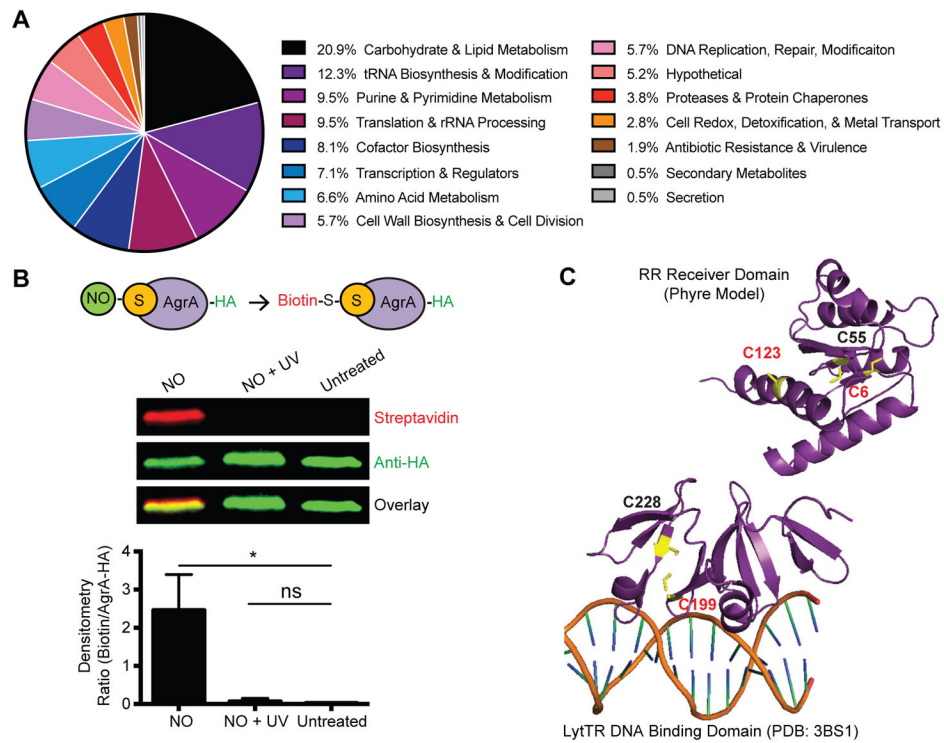 A
20.9% Carbohydrate & Lipid Metabolism
12.3% tRNA Biosynthesis & Modification
9.5% Purine & Pyrimidine Metabolism
9.5% Translation & rRNA Processing
8.1% Cofactor Biosynthesis
7.1% Transcription & Regulators
6.6% Amino Acid Metabolism
5.7% Cell Wall Biosynthesis & Cell Division
5.7% DNA Replication, Repair, Modificaiton
5.2% Hypothetical
3.8% Proteases & Protein Chaperones
2.8% Cell Redox, Detoxification, & Metal Transport
1.9% Antibiotic Resistance & Virulence
0.5% Secondary Metabolites
0.5% Secretion
B
NO - S AgrA -HA → Biotin-S- S AgrA -HA
NO NO + UV Untreated
Streptavidin
Anti-HA
Overlay
Densitometry
Ratio (Biotin/AgrA-HA)
4
3
2
1
0
*
ns
NO NO + UV Untreated
C
RR Receiver Domain
(Phyre Model)
C55
C123
C6
C228
C199
LytTR DNA Binding Domain (PDB: 3BS1)